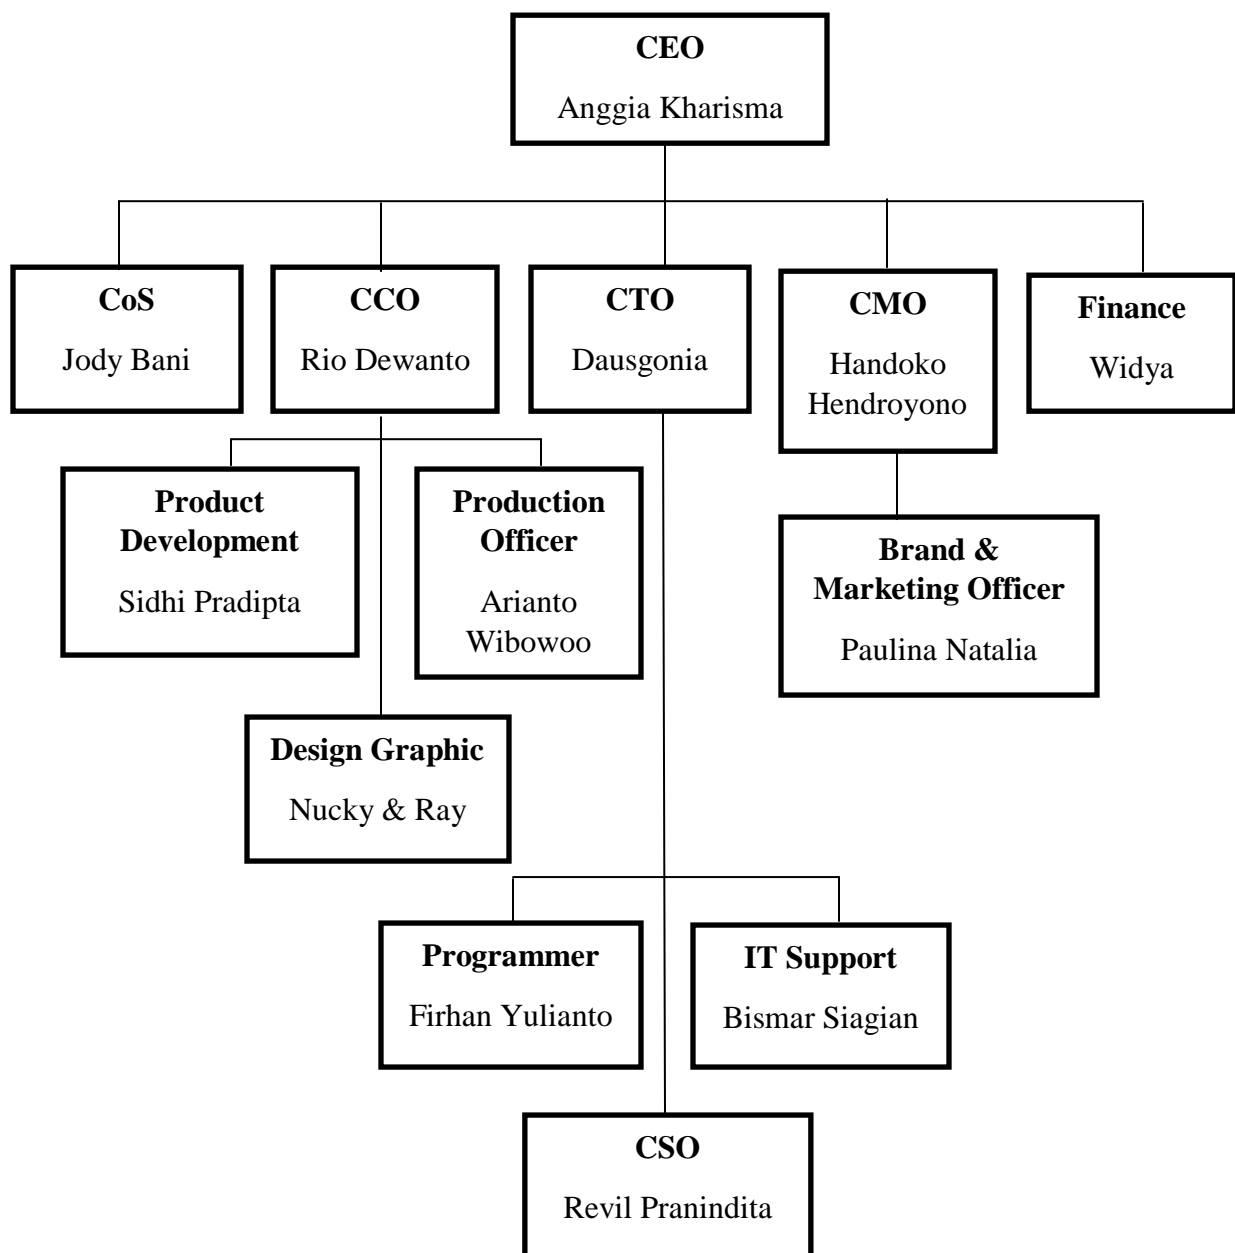 CEO
Anggia Kharisma
CoS
Jody Bani
CCO
Rio Dewanto
CTO
Dausgonia
CMO
Handoko
Hendroyono
Finance
Widya
Product
Development
Sidhi Pradipta
Production
Officer
Arianto
Wibowoo
Brand &
Marketing Officer
Paulina Natalia
Design Graphic
Nucky & Ray
Programmer
Firhan Yulianto
IT Support
Bismar Siagian
CSO
Revil Pranindita